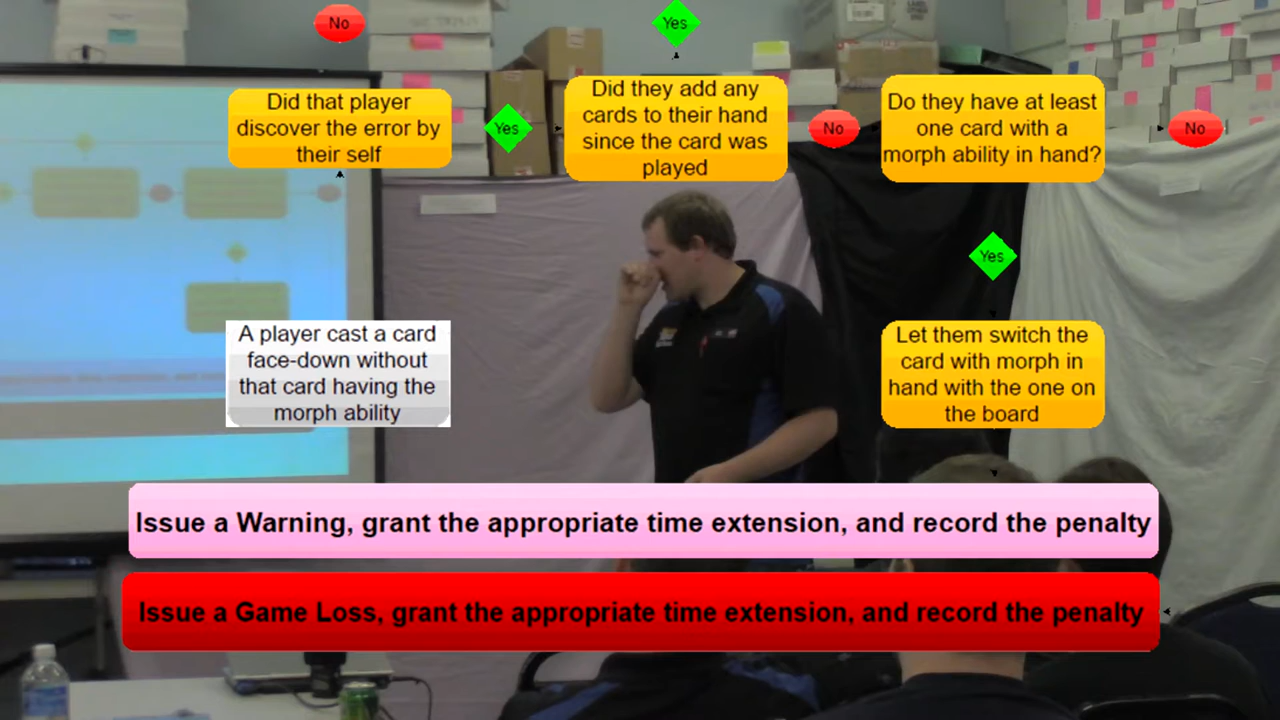 No
Yes
Did that player
discover the error by
their self
Yes
Did they add any
cards to their hand
since the card was
played
No
Do they have at least
one card with a
morph ability in hand?
No
Yes
A player cast a card
face-down without
that card having the
morph ability
Let them switch the
card with morph in
hand with the one on
the board
Issue a Warning, grant the appropriate time extension, and record the penalty
Issue a Game Loss, grant the appropriate time extension, and record the penalty